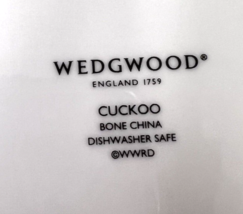 WEDGWOOD®
ENGLAND 1759
CUCKOO
BONE CHINA
DISHWASHER SAFE
©WWRD